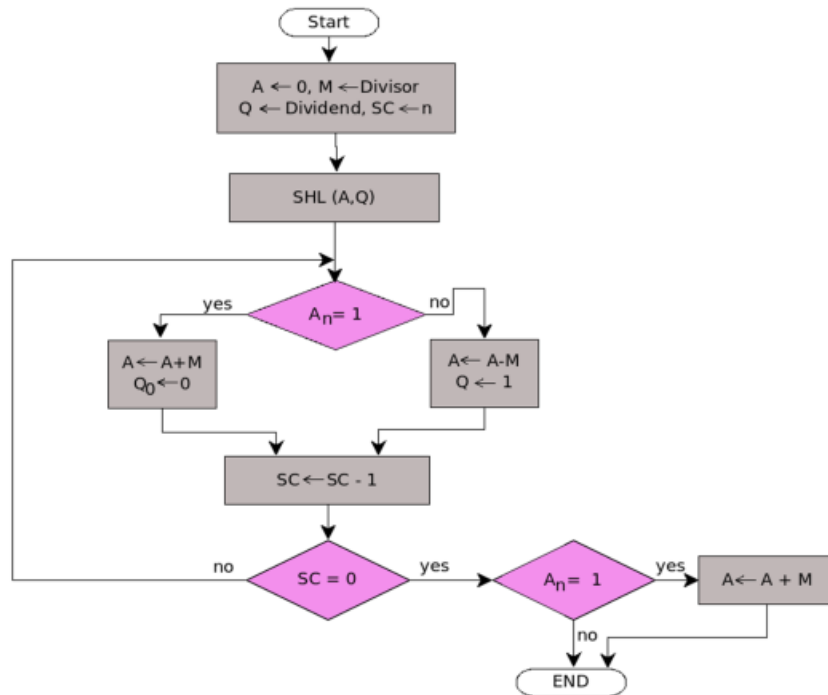 Start
A ← 0, M ←Divisor
Q ← Dividend, SC ←n
SHL (A,Q)
yes
Aₙ= 1
no
A← A+M
Q₀←0
A← A-M
Q ← 1
SC←SC - 1
no
SC = 0
yes
Aₙ= 1
yes
A← A + M
no
END